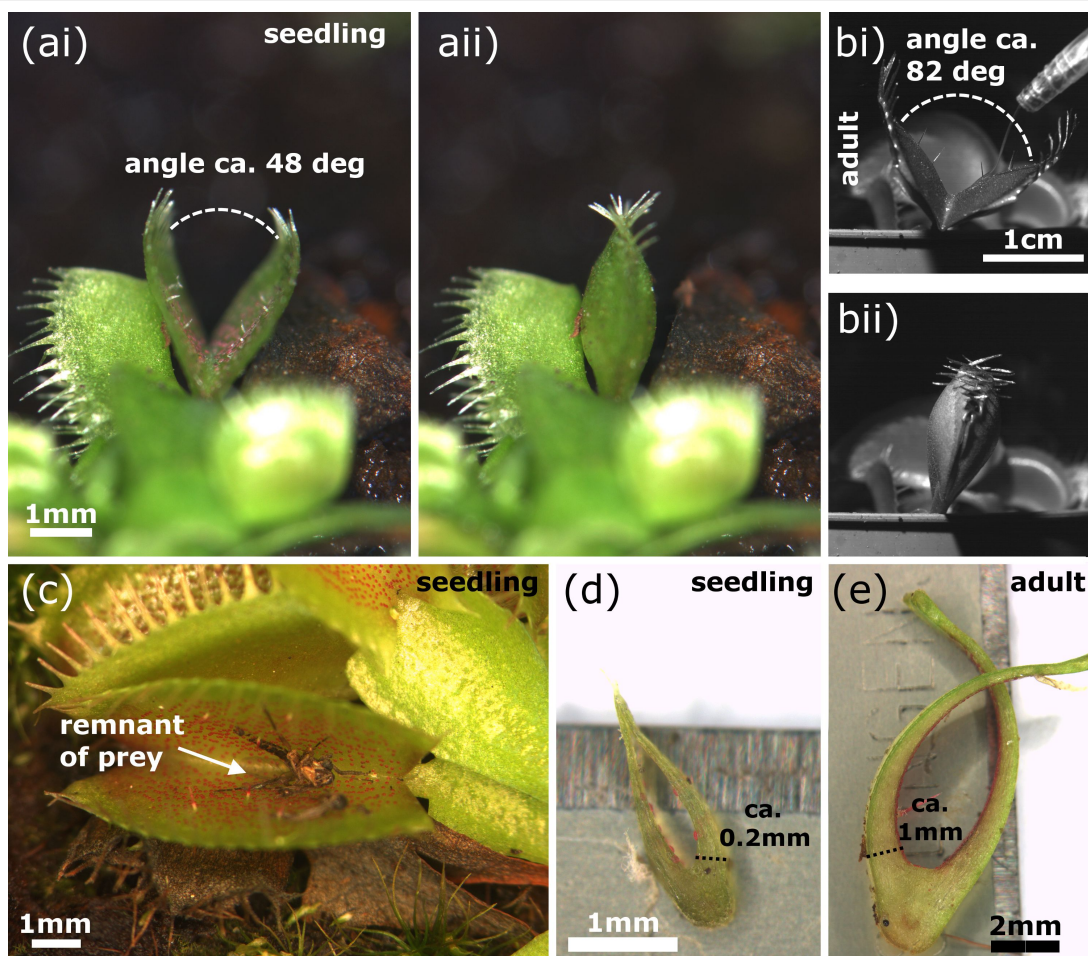 (ai)
seedling
angle ca. 48 deg
1mm
aii)
bi)
angle ca.
82 deg
adult
1cm
bii)
(c)
seedling
remnant
of prey
1mm
(d)
seedling
ca.
0.2mm
1mm
(e)
adult
ca.
1mm
2mm